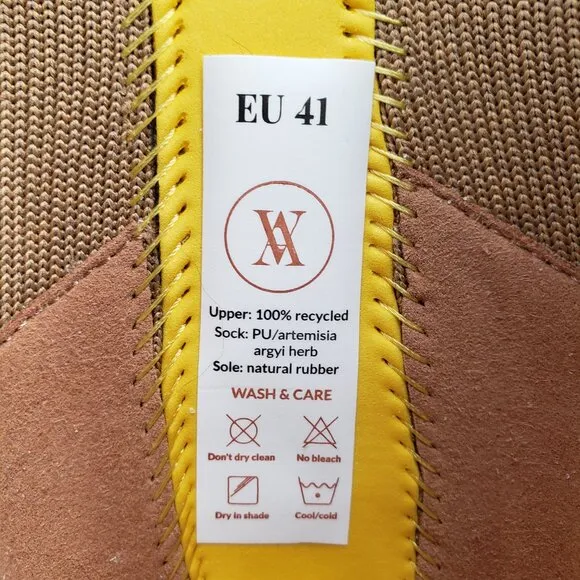 EU 41
VA
Upper: 100% recycled
Sock: PU/artemisia
argyi herb
Sole: natural rubber
WASH & CARE
Don't dry clean
No bleach
Dry in shade
Cool/cold